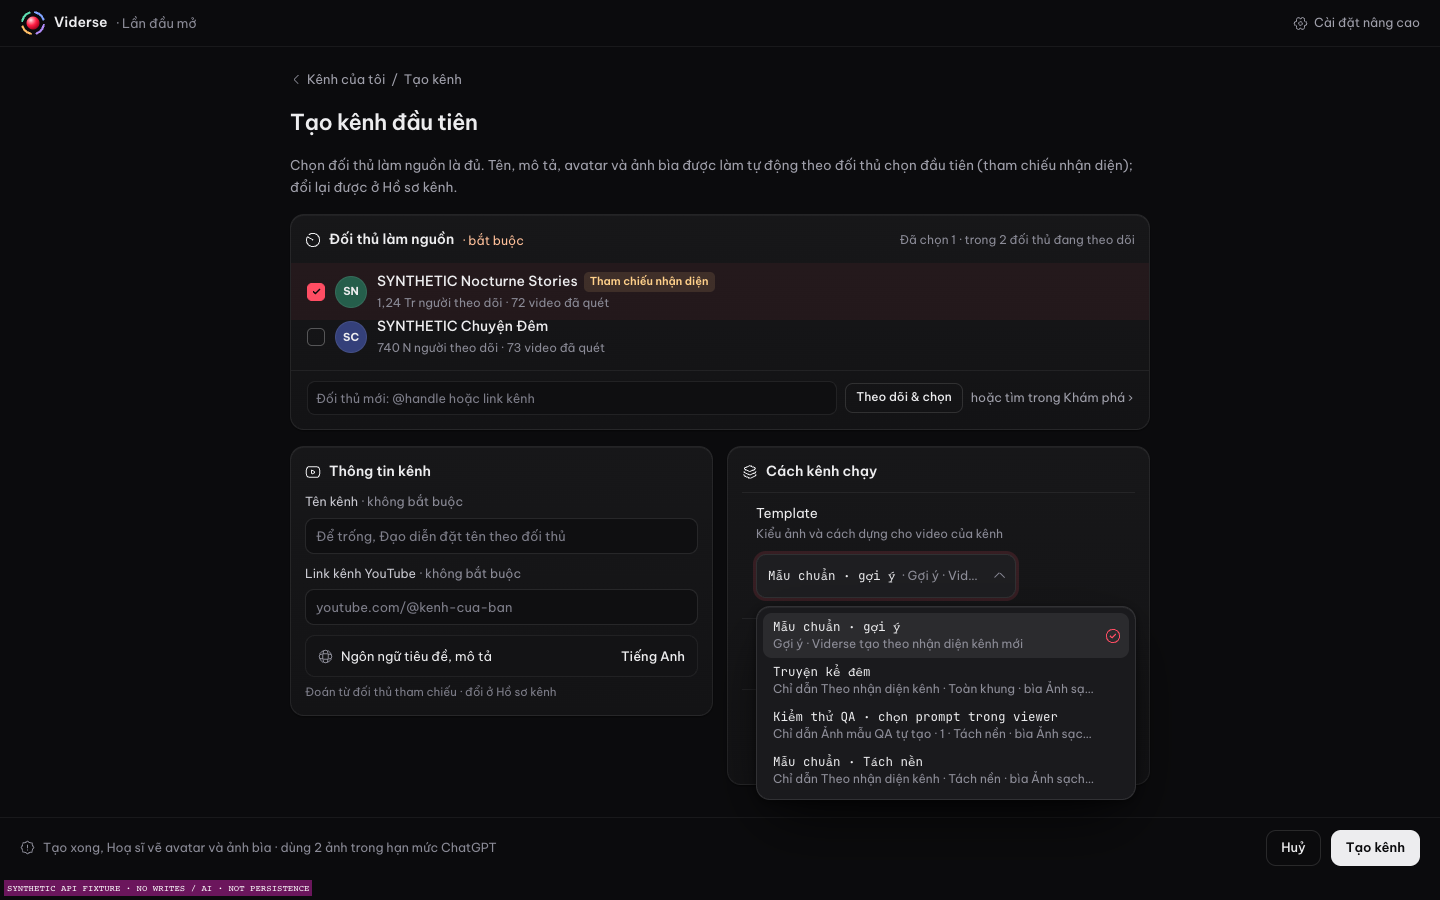 Viderse · Lần đầu mở
Cài đặt nâng cao
Kênh của tôi / Tạo kênh
Tạo kênh đầu tiên
Chọn đối thủ làm nguồn là đủ. Tên, mô tả, avatar và ảnh bìa được làm tự động theo đối thủ chọn đầu tiên (tham chiếu nhận diện);
đổi lại được ở Hồ sơ kênh.
Đối thủ làm nguồn · bắt buộc
Đã chọn 1 · trong 2 đối thủ đang theo dõi
SN
SYNTHETIC Nocturne Stories Tham chiếu nhận diện
1,24 Tr người theo dõi · 72 video đã quét
SC
SYNTHETIC Chuyện Đêm
740 N người theo dõi · 73 video đã quét
Đối thủ mới: @handle hoặc link kênh
Theo dõi & chọn
hoặc tìm trong Khám phá ›
Thông tin kênh
Tên kênh · không bắt buộc
Để trống, Đạo diễn đặt tên theo đối thủ
Link kênh YouTube · không bắt buộc
youtube.com/@kenh-cua-ban
Ngôn ngữ tiêu đề, mô tả
Tiếng Anh
Đoán từ đối thủ tham chiếu · đổi ở Hồ sơ kênh
Cách kênh chạy
Template
Kiểu ảnh và cách dựng cho video của kênh
Mẫu chuẩn · gợi ý · Gợi ý · Vid...
Mẫu chuẩn · gợi ý
Gợi ý · Viderse tạo theo nhận diện kênh mới
Truyện kể đêm
Chỉ dẫn Theo nhận diện kênh · Toàn khung · bìa Ảnh sạ...
Kiểm thử QA · chọn prompt trong viewer
Chỉ dẫn Ảnh mẫu QA tự tạo · 1 · Tách nền · bìa Ảnh sạc...
Mẫu chuẩn · Tách nền
Chỉ dẫn Theo nhận diện kênh · Tách nền · bìa Ảnh sạch...
Tạo xong, Hoạ sĩ vẽ avatar và ảnh bìa · dùng 2 ảnh trong hạn mức ChatGPT
Huỷ
Tạo kênh
SYNTHETIC API FIXTURE · NO WRITES / AI · NOT PERSISTENCE